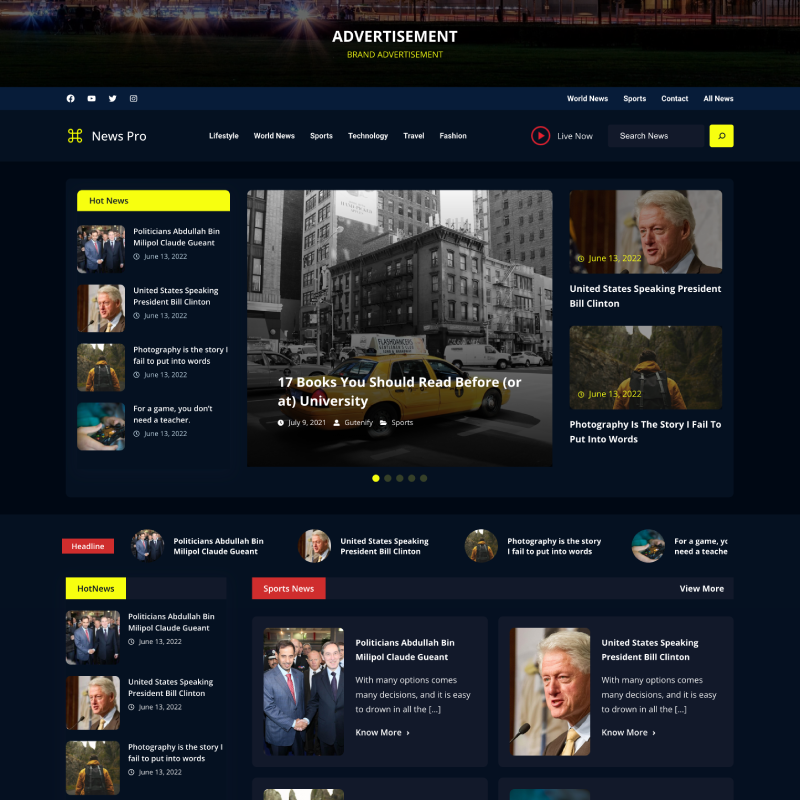 ADVERTISEMENT
BRAND ADVERTISEMENT
World News
Sports
Contact
All News
News Pro
Lifestyle
World News
Sports
Technology
Travel
Fashion
Live Now
Search News
Hot News
Politicians Abdullah Bin
Milipol Claude Gueant
June 13, 2022
United States Speaking
President Bill Clinton
June 13, 2022
Photography is the story I
fail to put into words
June 13, 2022
For a game, you don't
need a teacher.
June 13, 2022
FLASHDANCERS
17 Books You Should Read Before (or
at) University
July 9, 2021
Gutenify
Sports
June 13, 2022
United States Speaking President
Bill Clinton
June 13, 2022
Photography Is The Story I Fail To
Put Into Words
Headline
Politicians Abdullah Bin
Milipol Claude Gueant
United States Speaking
President Bill Clinton
Photography is the story
I fail to put into words
For a game, yo
need a teache
HotNews
Politicians Abdullah Bin
Milipol Claude Gueant
June 13, 2022
United States Speaking
President Bill Clinton
June 13, 2022
Photography is the story I
fail to put into words
June 13, 2022
Sports News
View More
Politicians Abdullah Bin
Milipol Claude Gueant
With many options comes
many decisions, and it is easy
to drown in all the [...]
Know More ›
United States Speaking
President Bill Clinton
With many options comes
many decisions, and it is easy
to drown in all the [...]
Know More ›